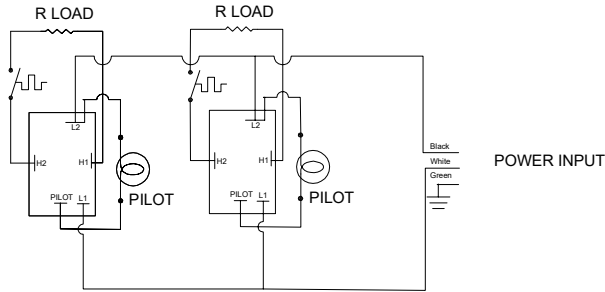 R LOAD
R LOAD
L2
H2
H1
PILOT
L1
PILOT
L2
H2
H1
PILOT
L1
PILOT
Black
White
Green
POWER INPUT